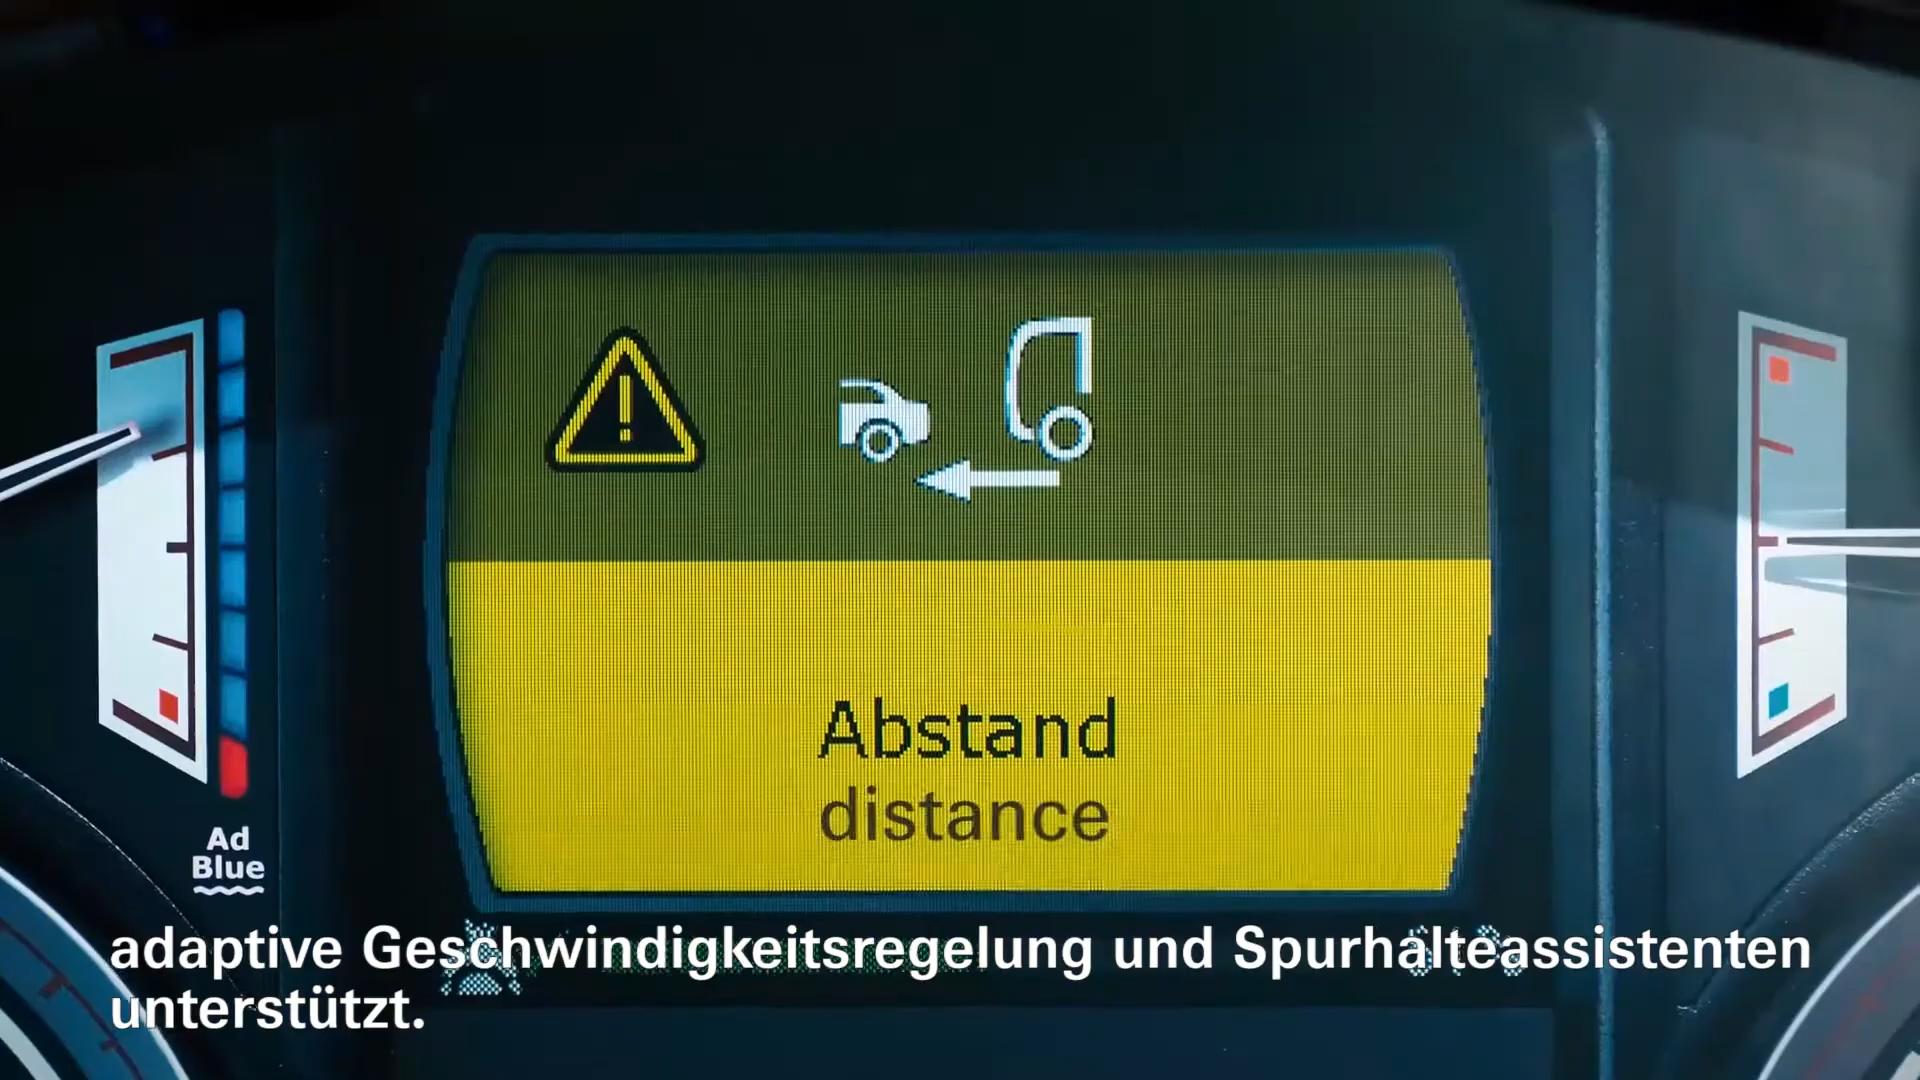 Abstand
distance
Ad
Blue
adaptive Geschwindigkeitsregelung und Spurhalteassistenten
unterstützt.